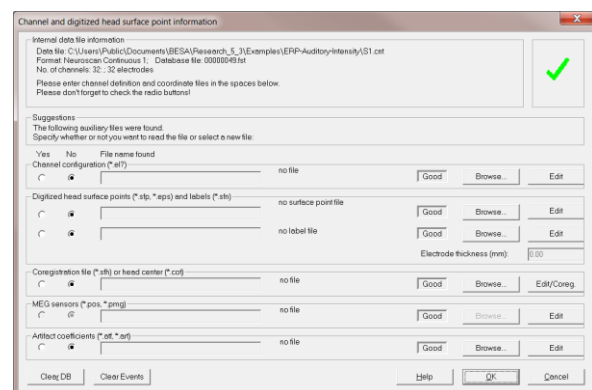 Channel and digitized head surface point information
Internal data file information
Data file: C:\Users\Public\Documents\BESA\Research_5_3\Examples\ERP-Auditory-Intensity\S1.cnt
Format: Neuroscan Continuous 1; Database file: 00000049.fst
No. of channels: 32: ; 32 electrodes
Please enter channel definition and coordinate files in the spaces below.
Please don't forget to check the radio buttons!
Suggestions
The following auxiliary files were found.
Specify whether or not you want to read the file or select a new file:
Yes No File name found
Channel configuration (*.el?)
no file Good Browse... Edit
Digitized head surface points (*.sfp, *.eps) and labels (*.sfn)
no surface point file Good Browse... Edit
no label file Good Browse... Edit
Electrode thickness (mm): 0.00
Coregistration file (*.sfh) or head center (*.cot)
no file Good Browse... Edit/Coreg.
MEG sensors (*.pos, *.pmg)
no file Good Browse... Edit
Artifact coefficients (*.atf, *.art)
no file Good Browse... Edit
Clear DB Clear Events Help OK Cancel